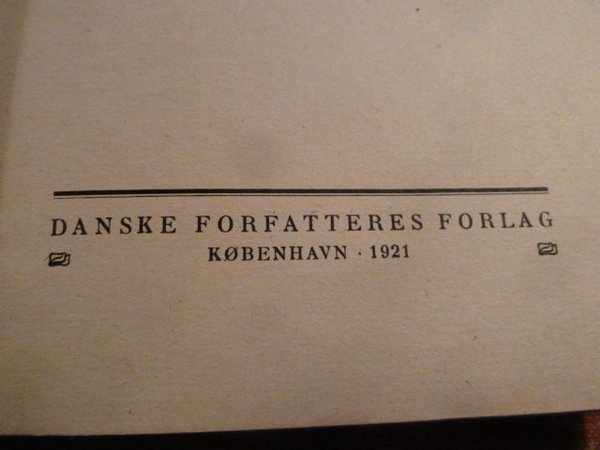 DANSKE FORFATTERES FORLAG
KØBENHAVN · 1921